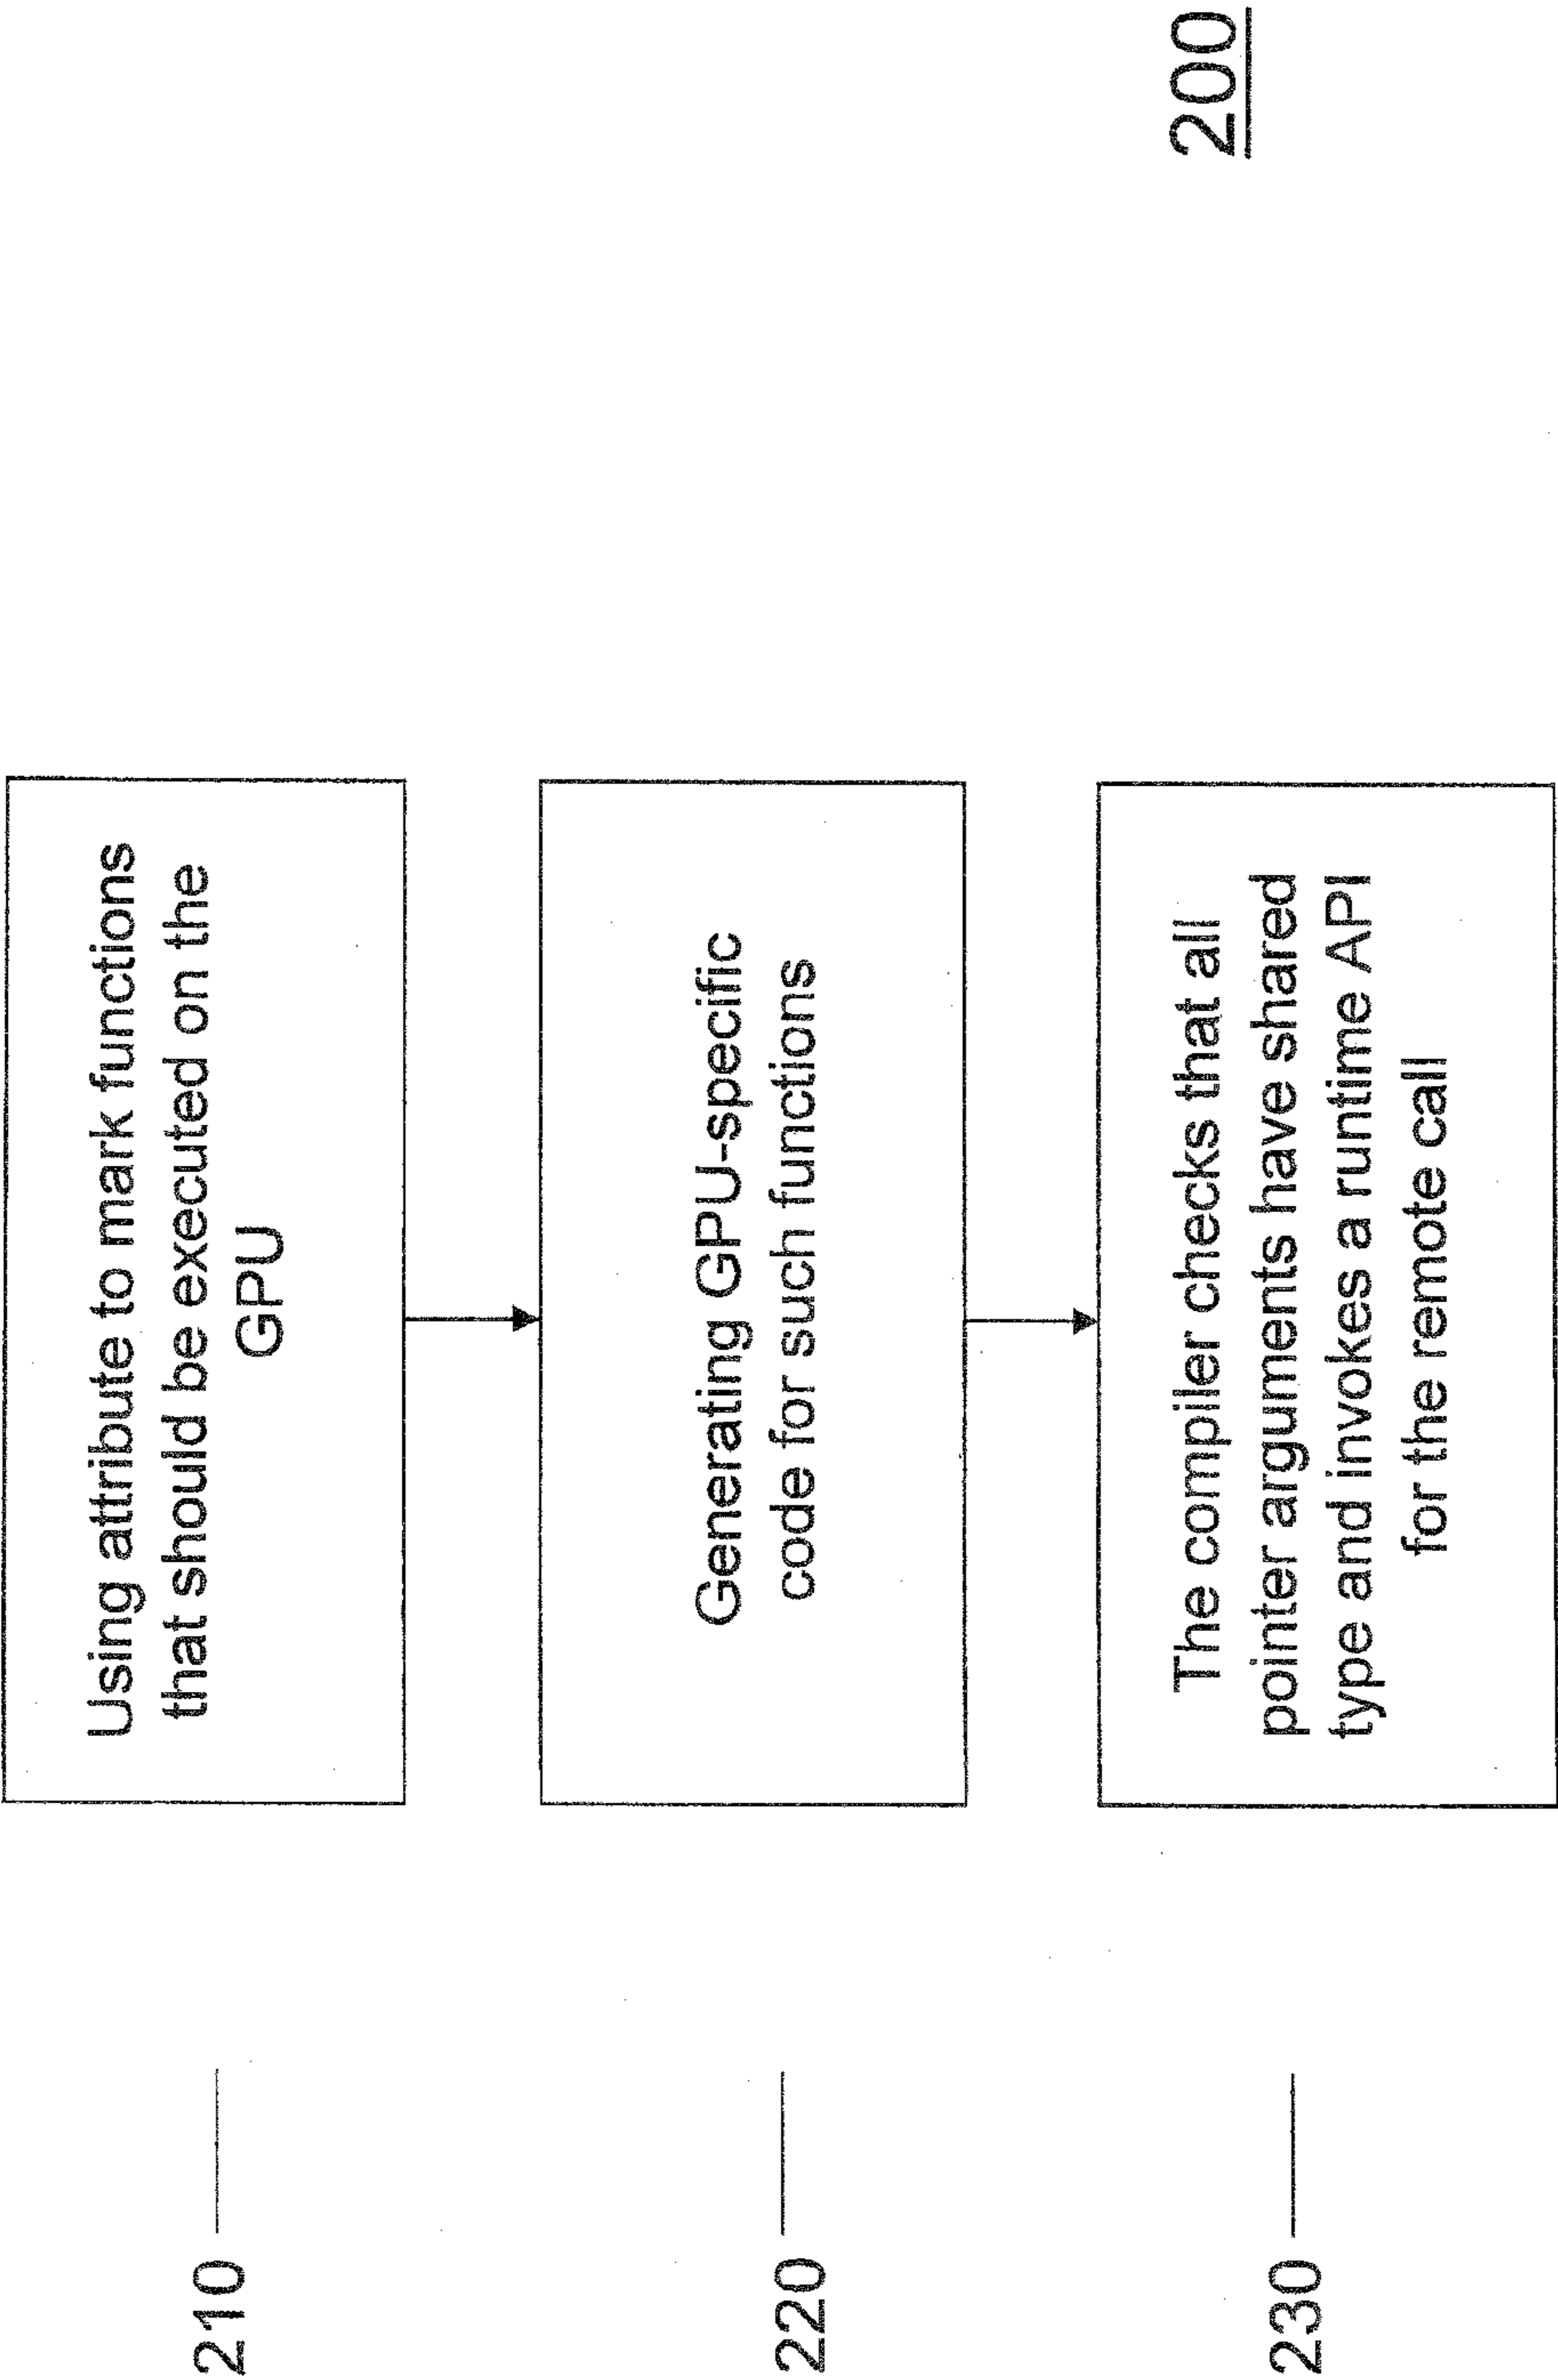 210
Using attribute to mark functions
that should be executed on the
GPU
220
Generating GPU-specific
code for such functions
230
The compiler checks that all
pointer arguments have shared
type and invokes a runtime API
for the remote call
200